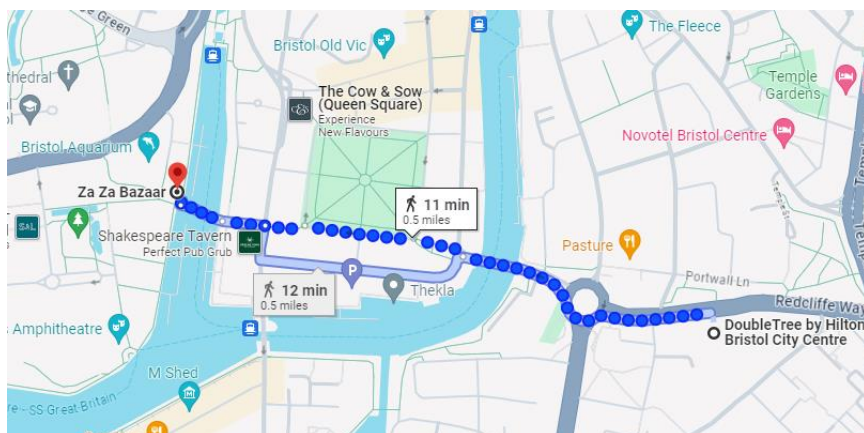 e Green
Bristol Old Vic
The Fleece
thedral
The Cow & Sow
(Queen Square)
Experience
New Flavours
Temple
Gardens
Novotel Bristol Centre
Bristol Aquarium
Za Za Bazaar
11 min
0.5 miles
SAL
Shakespeare Tavern
Perfect Pub Grub
Pasture
Portwall Ln
12 min
0.5 miles
P
Thekla
Redcliffe Way
DoubleTree by Hilton
Bristol City Centre
s Amphitheatre
M Shed
re - SS Great Britain